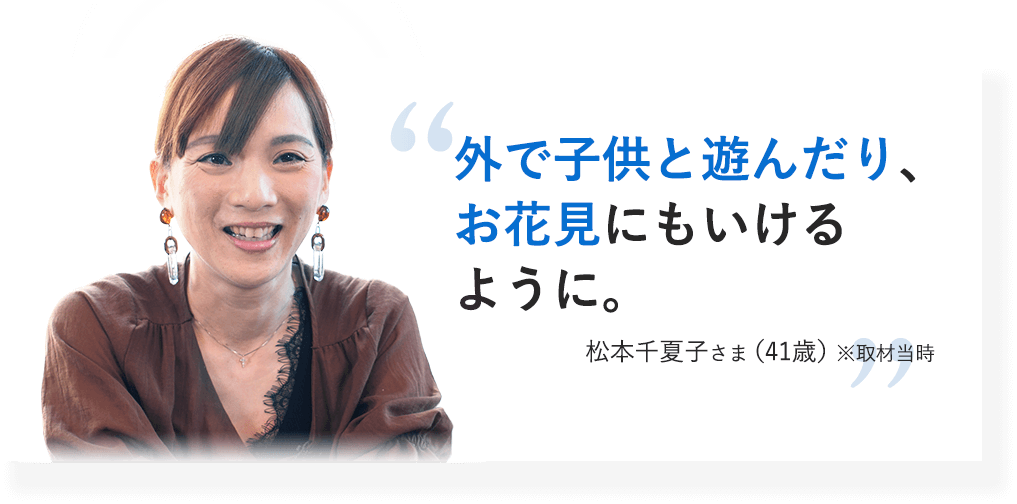 “
外で子供と遊んだり、
お花見にもいける
ように。
松本千夏子さま（41歳）※取材当時
”